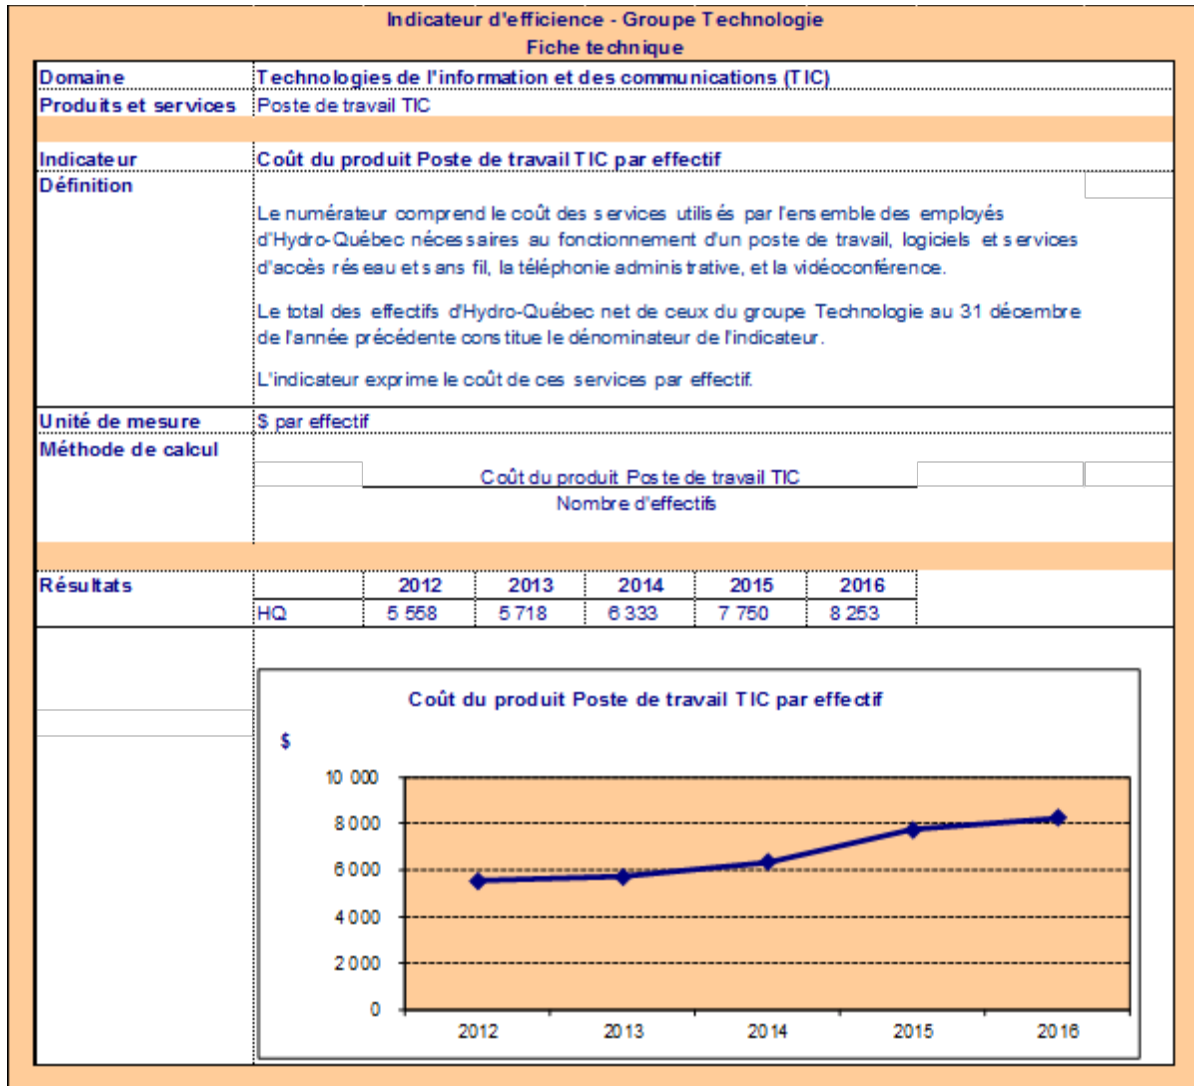 Indicateur d'efficience - Groupe Technologie
Fiche technique
Domaine Technologies de l'information et des communications (TIC)
Produits et services Poste de travail TIC
Indicateur Coût du produit Poste de travail TIC par effectif
Définition
Le numérateur comprend le coût des services utilisés par l'ensemble des employés
d'Hydro-Québec nécessaires au fonctionnement d'un poste de travail, logiciels et services
d'accès réseau et sans fil, la téléphonie administrative, et la vidéoconférence.
Le total des effectifs d'Hydro-Québec net de ceux du groupe Technologie au 31 décembre
de l'année précédente constitue le dénominateur de l'indicateur.
L'indicateur exprime le coût de ces services par effectif.
Unité de mesure $ par effectif
Méthode de calcul
Coût du produit Poste de travail TIC
Nombre d'effectifs
Résultats 2012 2013 2014 2015 2016
HQ 5 558 5 718 6 333 7 750 8 253
Coût du produit Poste de travail TIC par effectif
$
10 000
8 000
6 000
4 000
2 000
0
2012 2013 2014 2015 2016